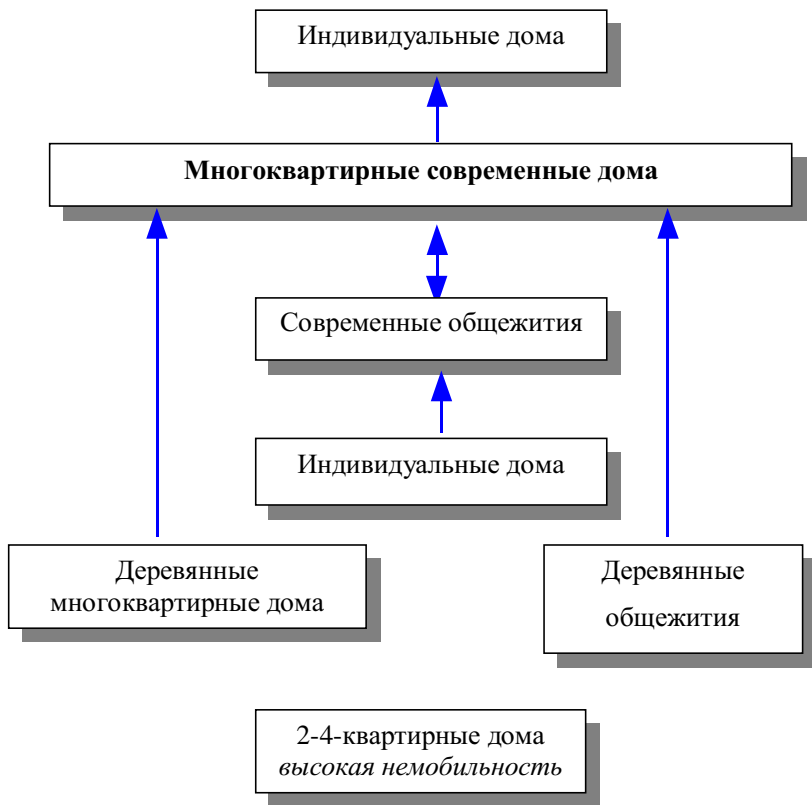 Индивидуальные дома
Многоквартирные современные дома
Современные общежития
Индивидуальные дома
Деревянные
многоквартирные дома
Деревянные
общежития
2-4-квартирные дома
высокая немобильность